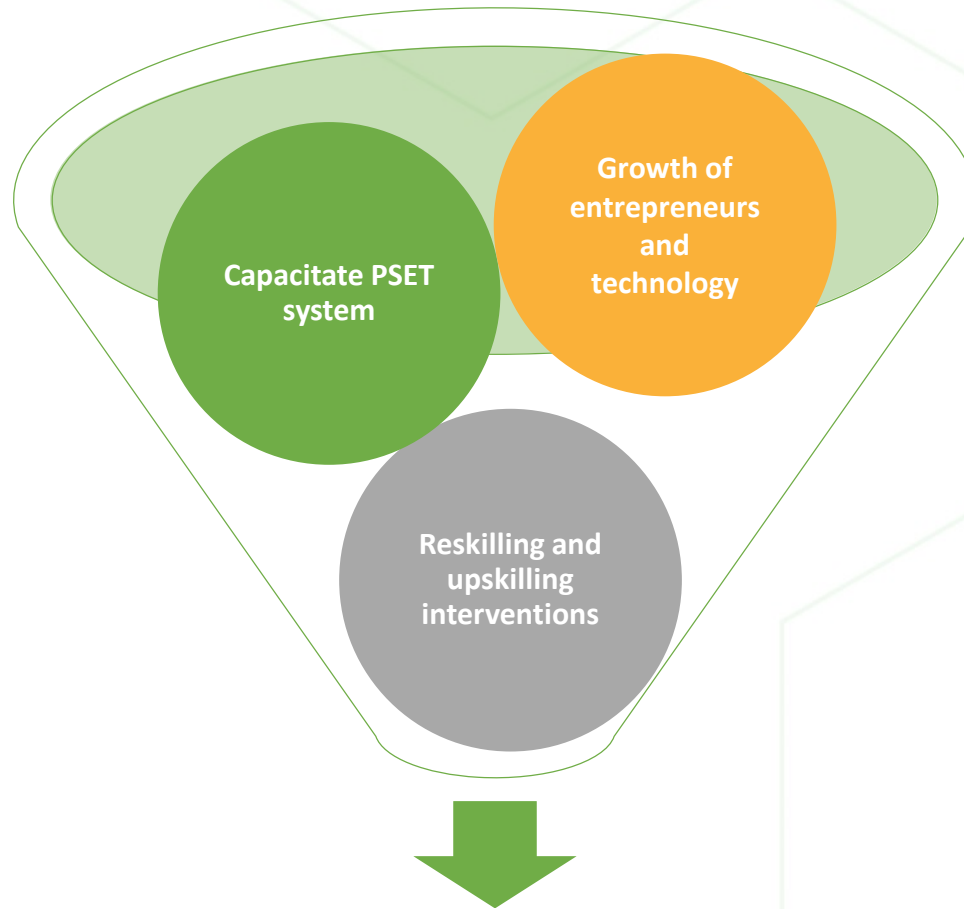 Growth of
entrepreneurs
and
technology
Capacitate PSET
system
Reskilling and
upskilling
interventions